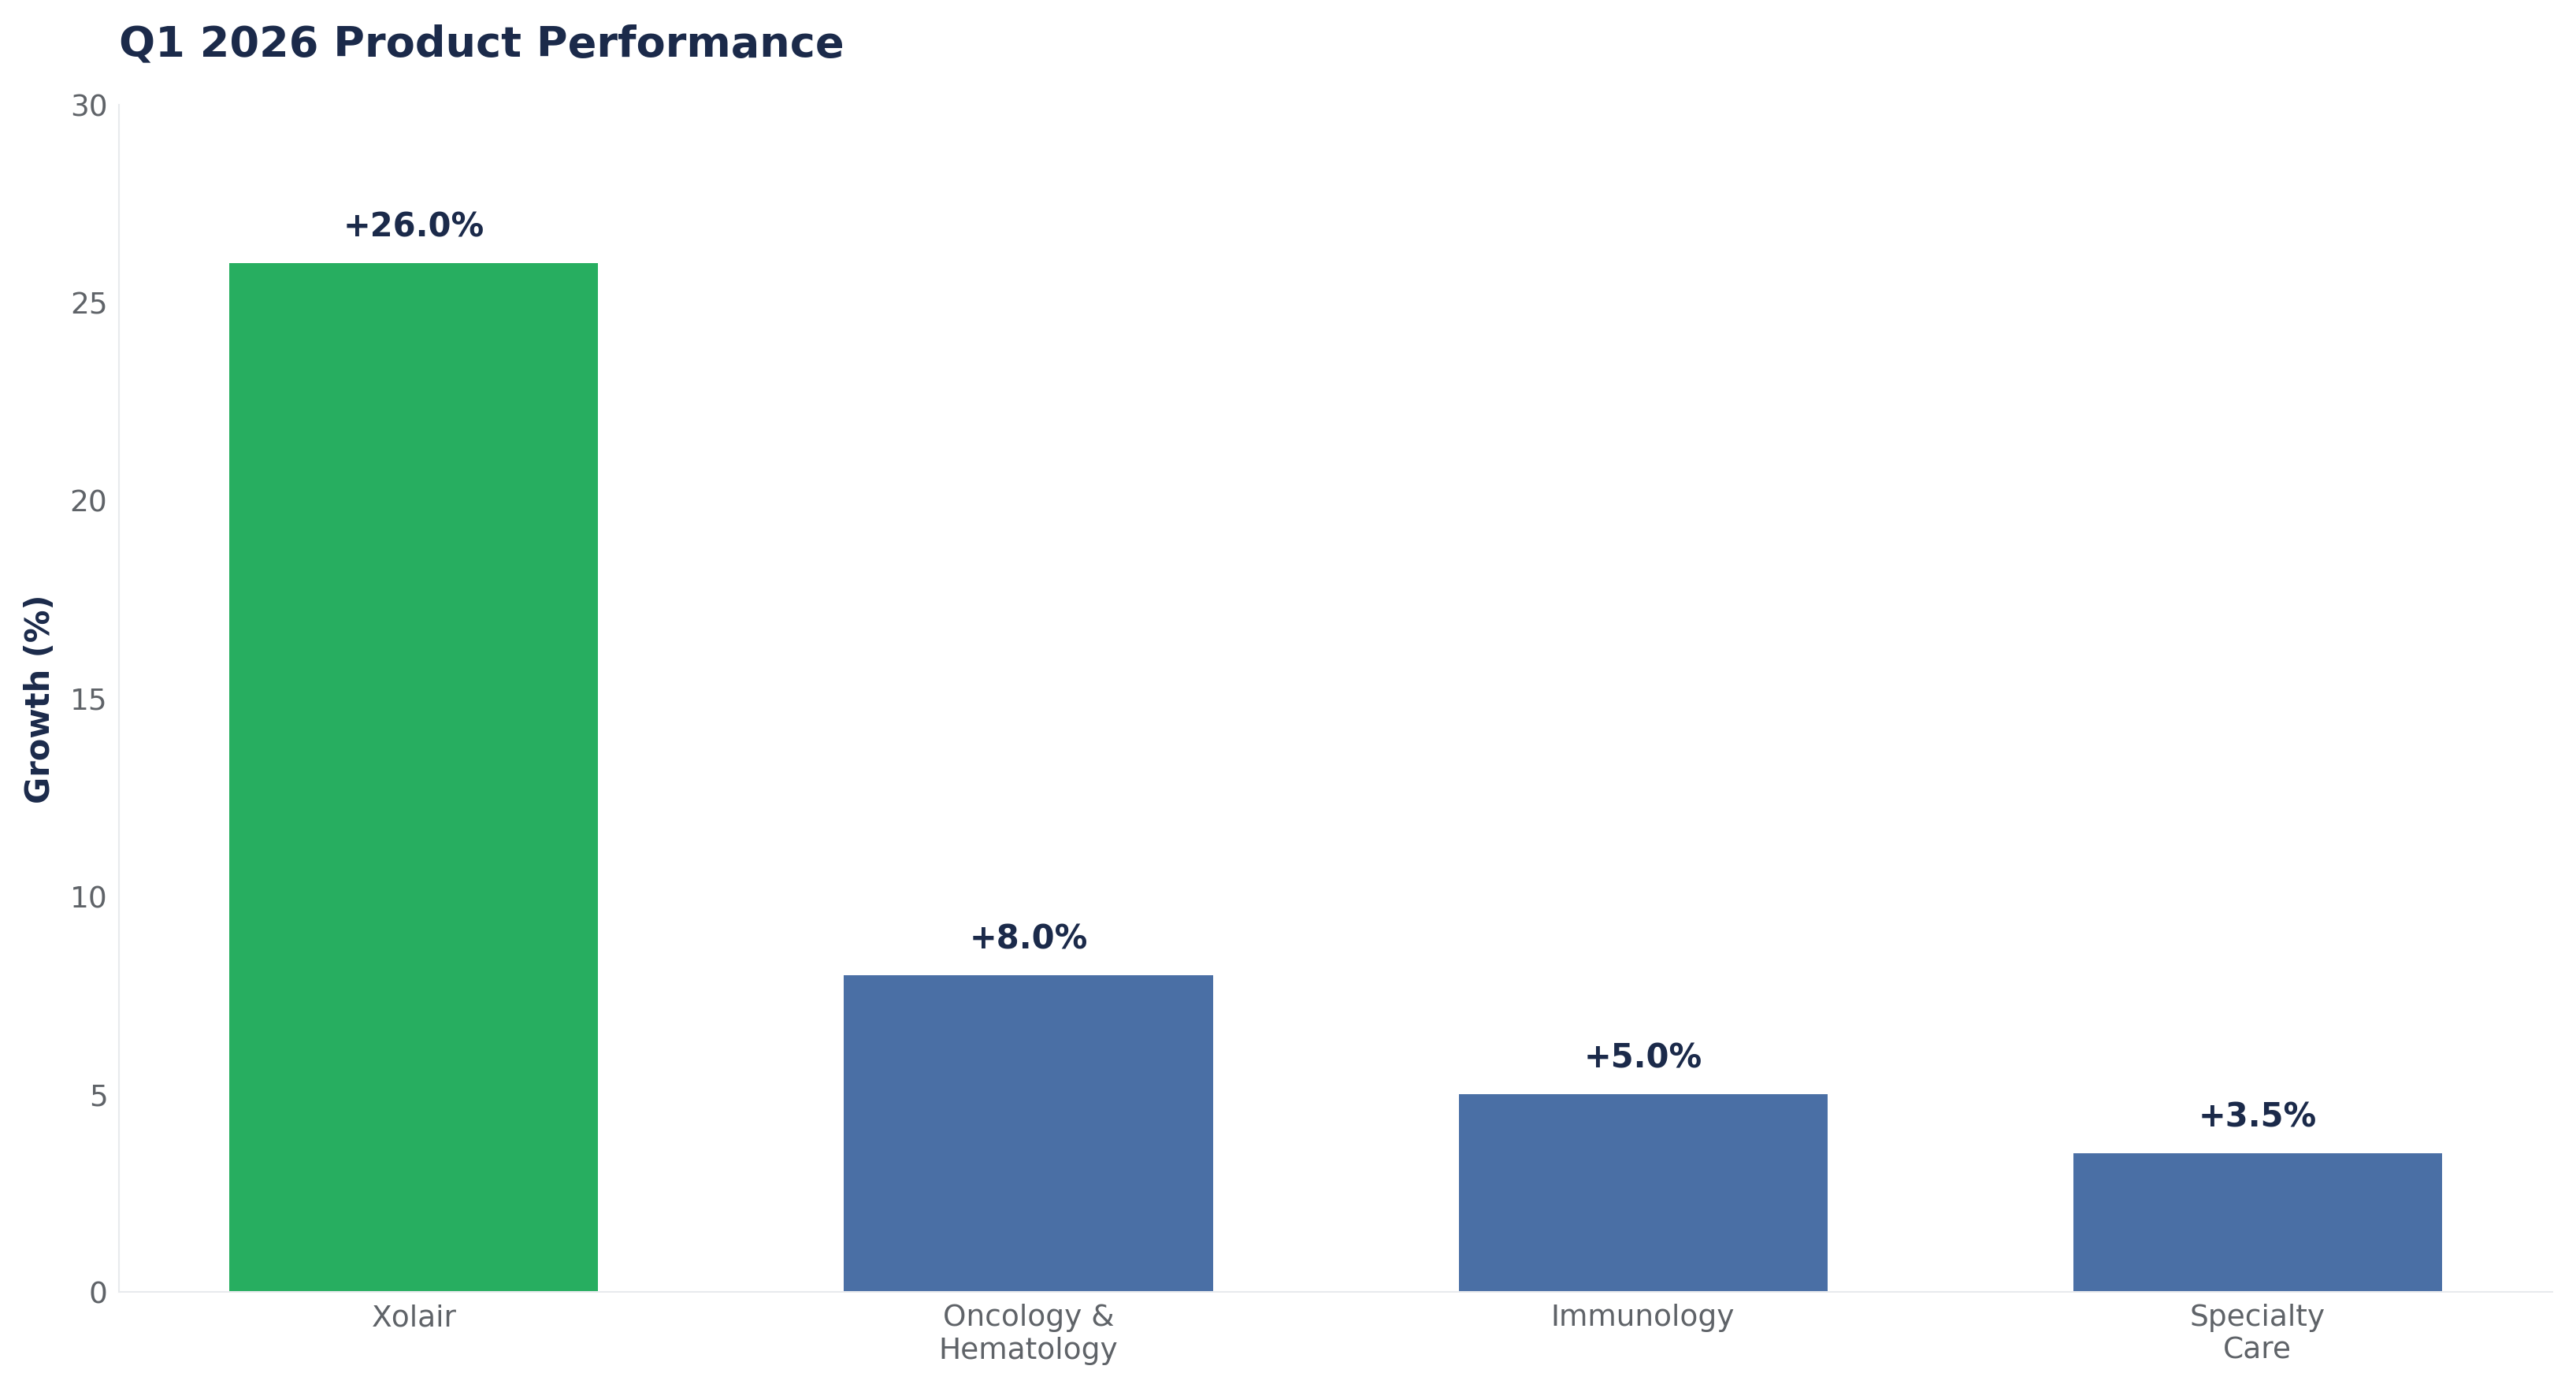 Q1 2026 Product Performance
30
25
20
15
10
5
0
Growth (%)
+26.0%
+8.0%
+5.0%
+3.5%
Xolair
Oncology &
Hematology
Immunology
Specialty
Care